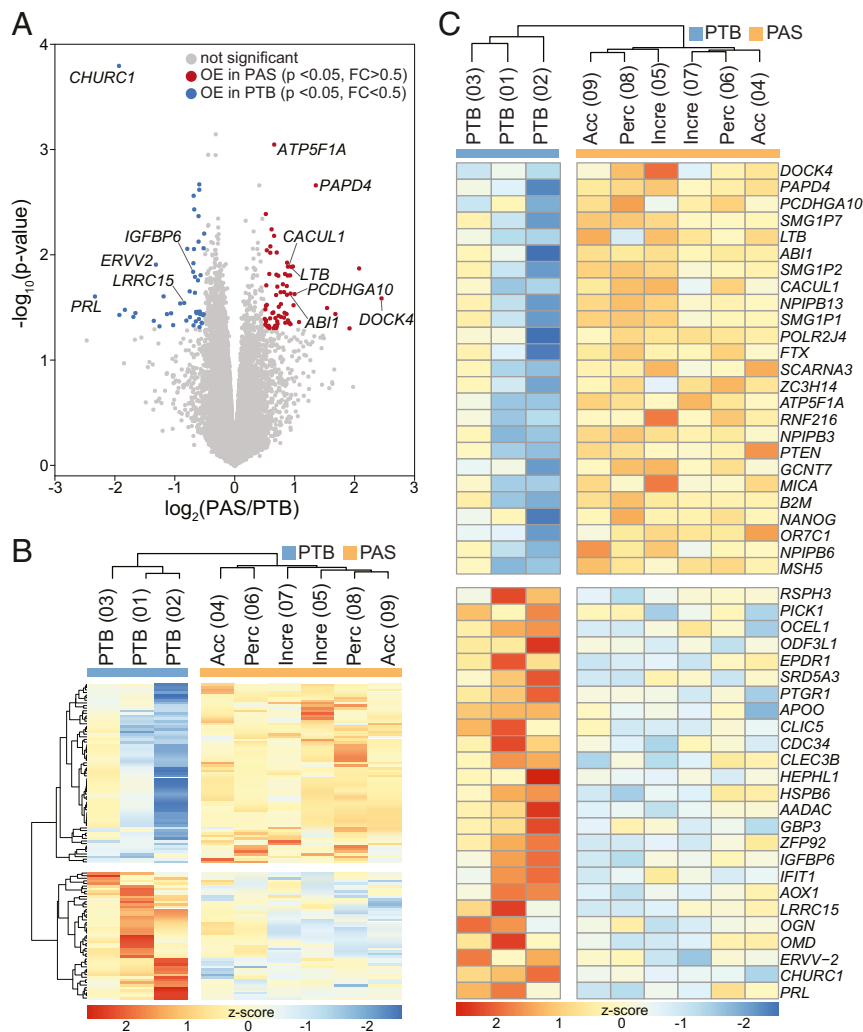 A
4
3
2
1
0
-3
-2
-1
0
1
2
3
-log10(p-value)
log2(PAS/PTB)
not significant
OE in PAS (p <0.05, FC>0.5)
OE in PTB (p <0.05, FC<0.5)
CHURC1
ATP5F1A
PAPD4
IGFBP6
CACUL1
ERVV2
LTB
LRRC15
PCDHGA10
PRL
ABI1
DOCK4
B
PTB PAS
PTB (03)
PTB (01)
PTB (02)
Acc (04)
Perc (06)
Incre (07)
Incre (05)
Perc (08)
Acc (09)
z-score
2 1 0 -1 -2
C
PTB PAS
PTB (03)
PTB (01)
PTB (02)
Acc (09)
Perc (08)
Incre (05)
Incre (07)
Perc (06)
Acc (04)
DOCK4
PAPD4
PCDHGA10
SMG1P7
LTB
ABI1
SMG1P2
CACUL1
NPIPB13
SMG1P1
POLR2J4
FTX
SCARNA3
ZC3H14
ATP5F1A
RNF216
NPIPB3
PTEN
GCNT7
MICA
B2M
NANOG
OR7C1
NPIPB6
MSH5
RSPH3
PICK1
OCEL1
ODF3L1
EPDR1
SRD5A3
PTGR1
APOO
CLIC5
CDC34
CLEC3B
HEPHL1
HSPB6
AADAC
GBP3
ZFP92
IGFBP6
IFIT1
AOX1
LRRC15
OGN
OMD
ERVV−2
CHURC1
PRL
z-score
2 1 0 -1 -2